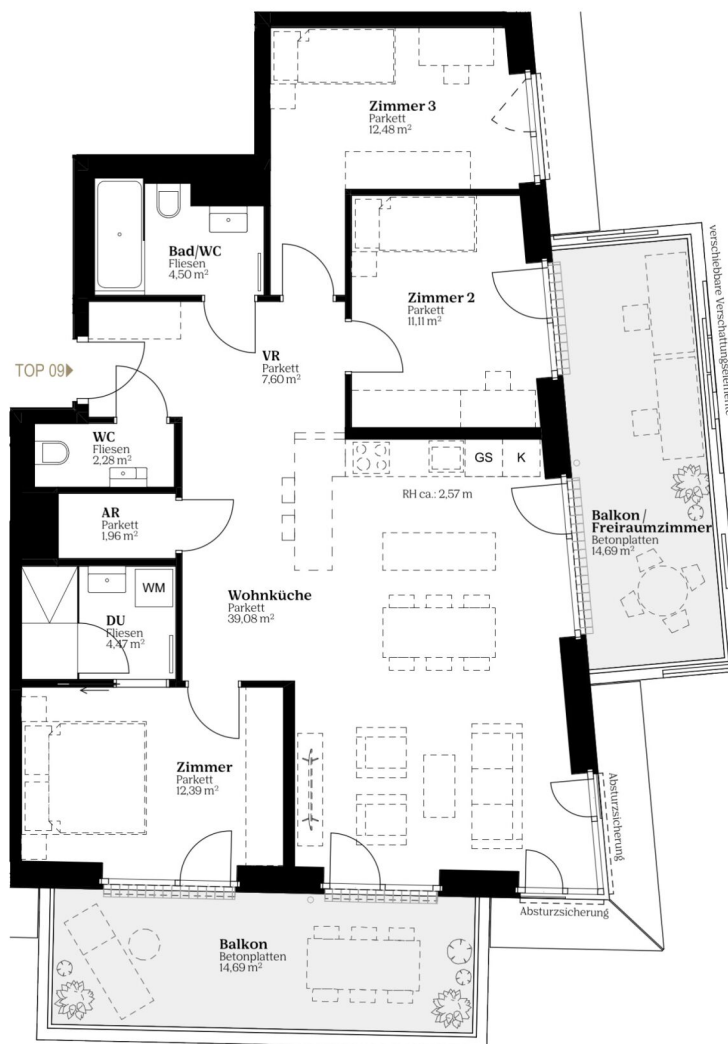 Zimmer 3
Parkett
12,48 m²
Bad/WC
Fliesen
4,50 m²
Zimmer 2
Parkett
11,11 m²
verschiebbare Verschattungselemente
TOP 09
VR
Parkett
7,60 m²
WC
Fliesen
2,28 m²
GS
K
RH ca.: 2,57 m
AR
Parkett
1,96 m²
Balkon/
Freiraumzimmer
Betonplatten
14,69 m²
WM
DU
Fliesen
4,47 m²
Wohnküche
Parkett
39,08 m²
Zimmer
Parkett
12,39 m²
Absturzsicherung
Absturzsicherung
Balkon
Betonplatten
14,69 m²